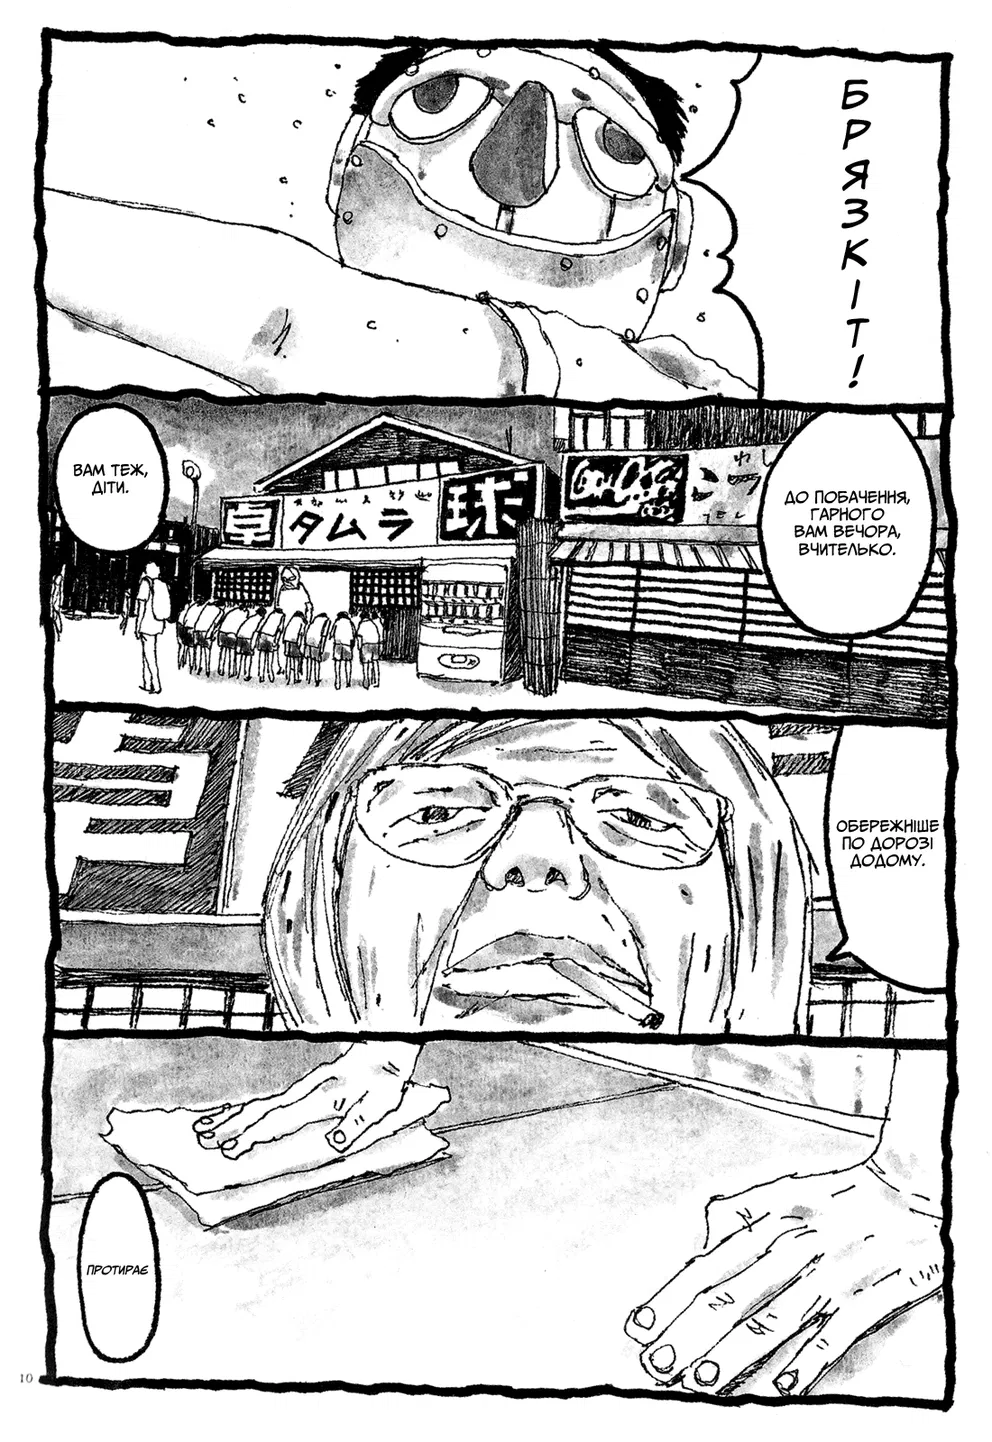 БРЯЗКІТ!
ДО ПОБАЧЕННЯ,
ГАРНОГО
ВАМ ВЕЧОРА,
ВЧИТЕЛЬКО.
ВАМ ТЕЖ,
ДІТИ.
タムラ
球
ОБЕРЕЖНІШЕ
ПО ДОРОЗІ
ДОДОМУ.
ПРОТИРАЄ
10